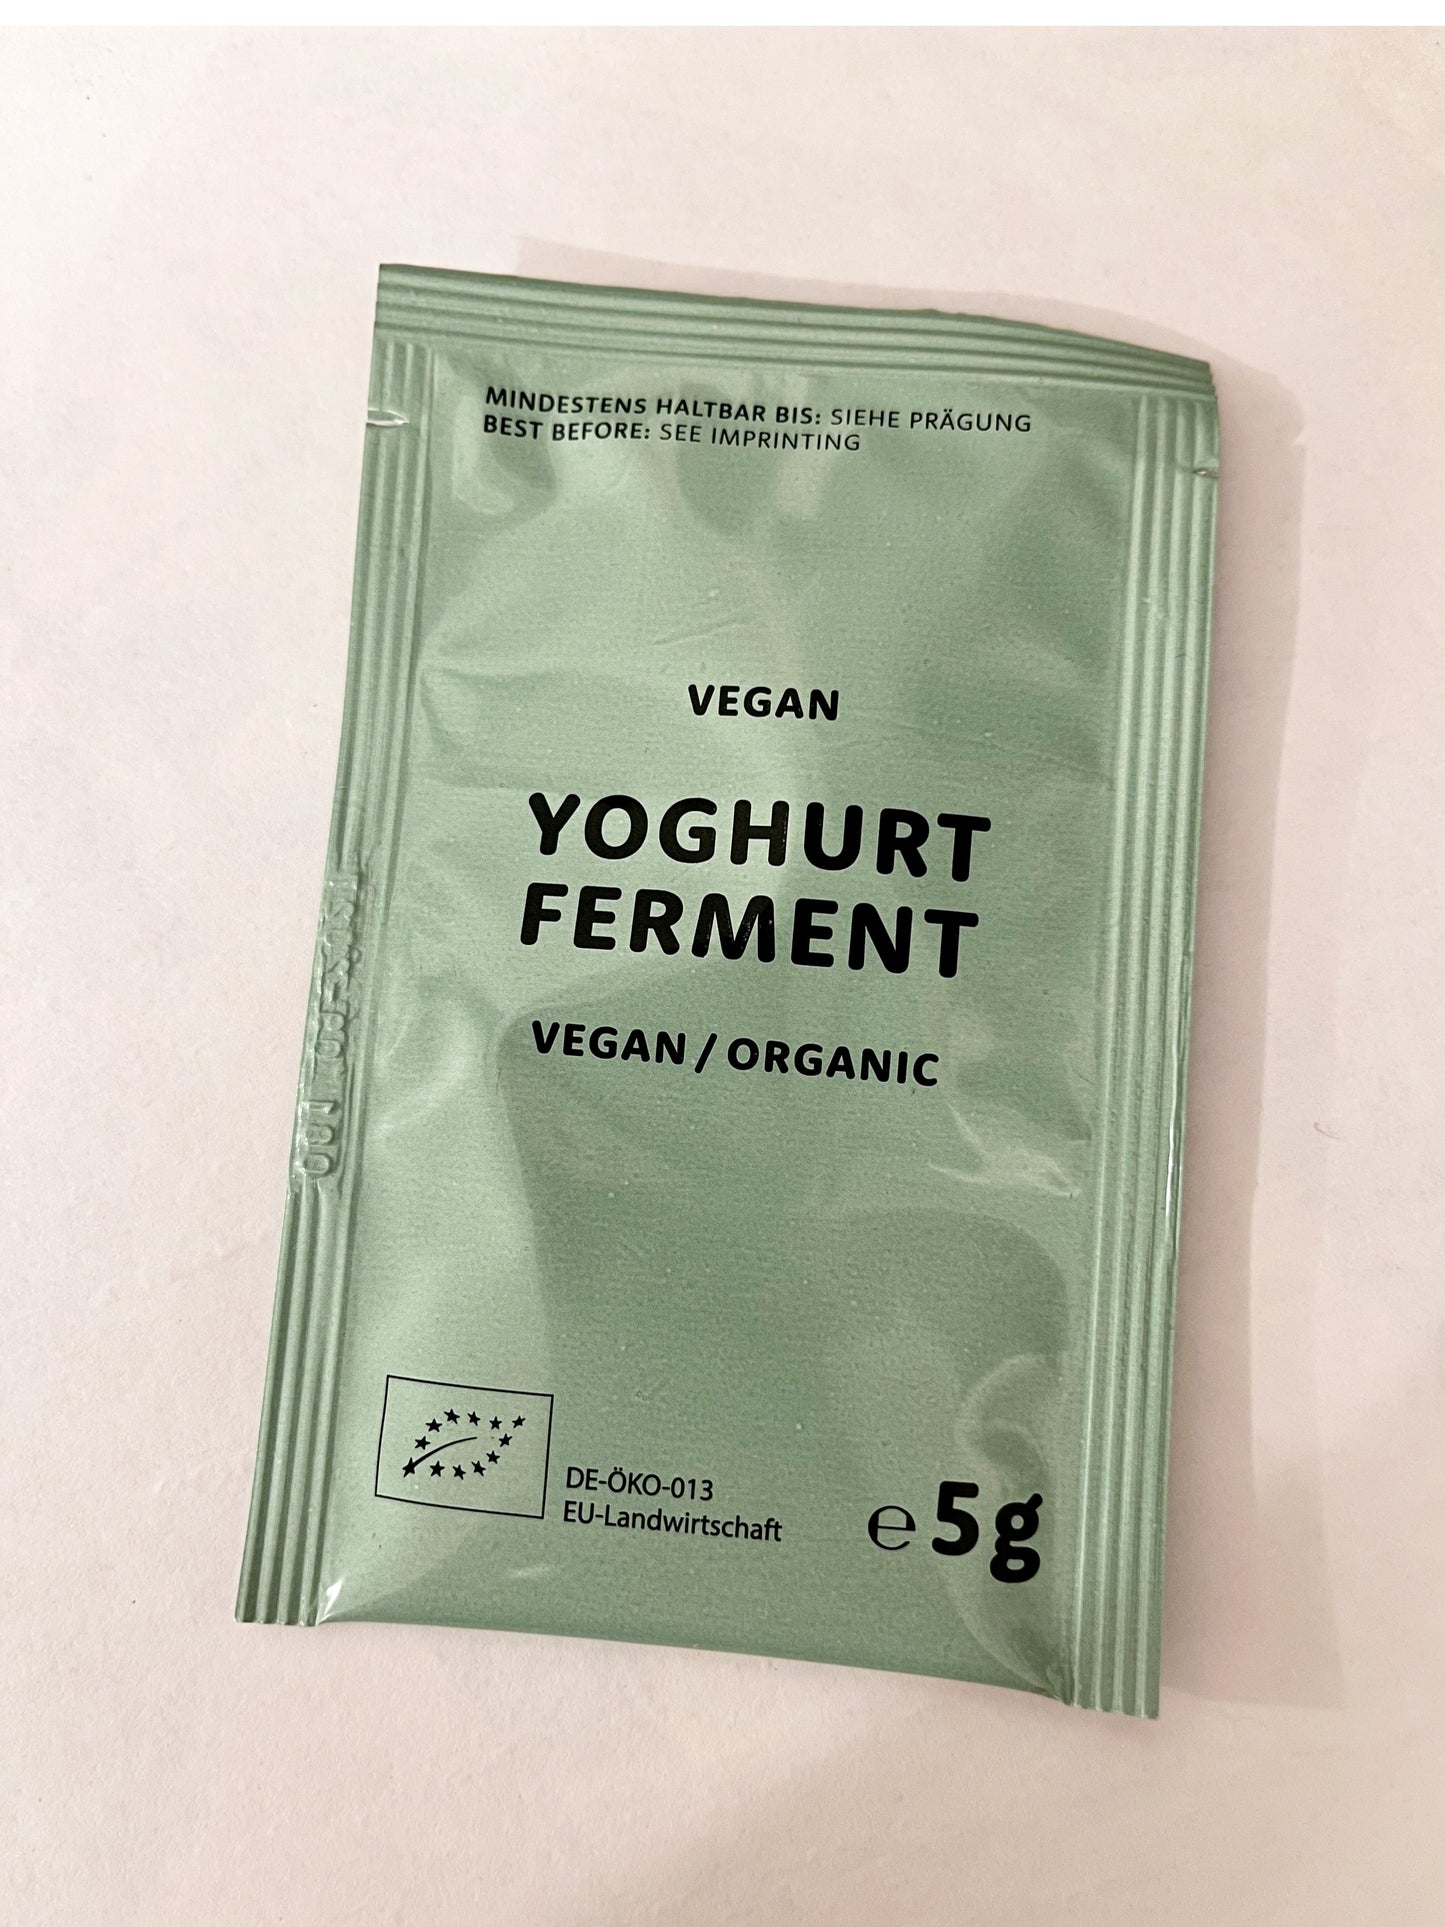 MINDESTENS HALTBAR BIS: SIEHE PRÄGUNG
BEST BEFORE: SEE IMPRINTING
VEGAN
YOGHURT
FERMENT
VEGAN / ORGANIC
DE-ÖKO-013
EU-Landwirtschaft
℮ 5g